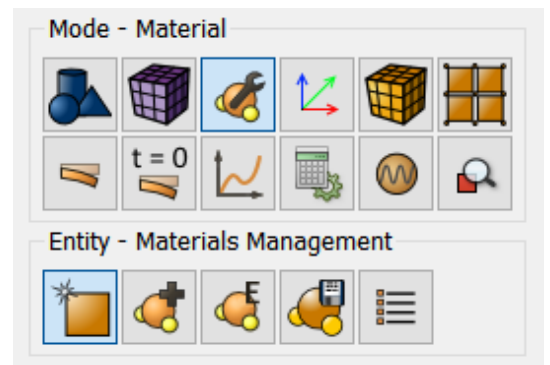 Mode - Material
t = 0
Entity - Materials Management
E